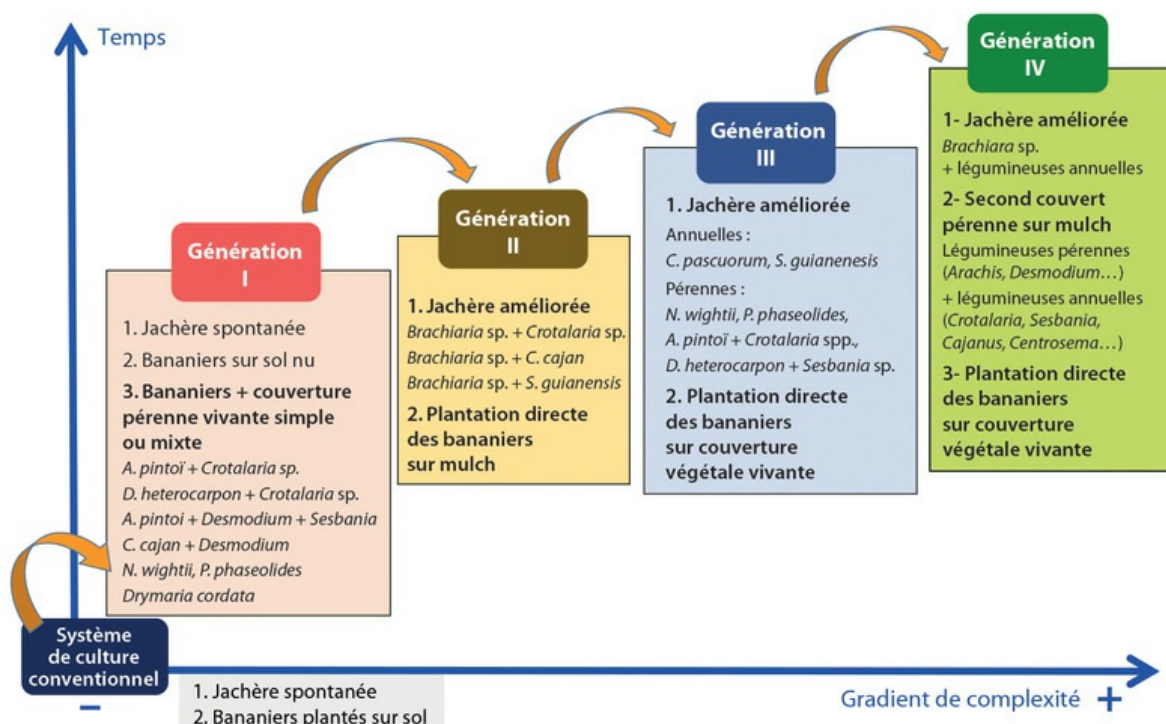 Temps
Génération
I
1. Jachère spontanée
2. Bananiers sur sol nu
3. Bananiers + couverture
pérenne vivante simple
ou mixte
A. pintoï + Crotalaria sp.
D. heterocarpon + Crotalaria sp.
A. pintoi + Desmodium + Sesbania
C. cajan + Desmodium
N. wightii, P. phaseolides
Drymaria cordata
Génération
II
1. Jachère améliorée
Brachiaria sp. + Crotalaria sp.
Brachiaria sp. + C. cajan
Brachiaria sp. + S. guianensis
2. Plantation directe
des bananiers
sur mulch
Génération
III
1. Jachère améliorée
Annuelles :
C. pascuorum, S. guianenesis
Pérennes :
N. wightii, P. phaseolides,
A. pintoï + Crotalaria spp.,
D. heterocarpon + Sesbania sp.
2. Plantation directe
des bananiers
sur couverture
végétale vivante
Génération
IV
1- Jachère améliorée
Brachiara sp.
+ légumineuses annuelles
2- Second couvert
pérenne sur mulch
Légumineuses pérennes
(Arachis, Desmodium...)
+ légumineuses annuelles
(Crotalaria, Sesbania,
Cajanus, Centrosema...)
3- Plantation directe
des bananiers
sur couverture
végétale vivante
Système
de culture
conventionnel
–
1. Jachère spontanée
2. Bananiers plantés sur sol
Gradient de complexité +